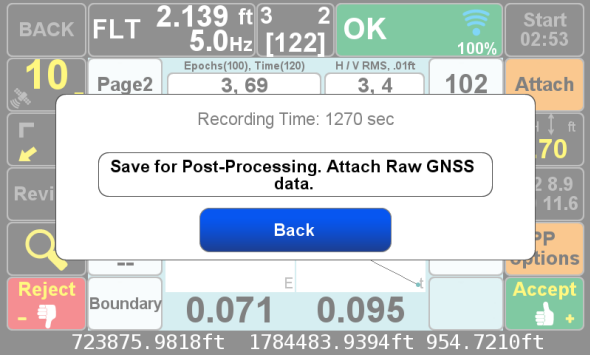 BACK
FLT
2.139 ft
5.0Hz
3 2
[122]
OK
100%
Start
02:53
10
Page2
Epochs(100), Time(120)
3, 69
H / V RMS, .01ft
3, 4
102
Attach
Recording Time: 1270 sec
H ft
.70
Save for Post-Processing. Attach Raw GNSS
data.
Revi
2 8.9
11.6
Back
PP
options
--
E
t
Reject
-
Boundary
0.071
0.095
Accept
+
723875.9818ft 1784483.9394ft 954.7210ft